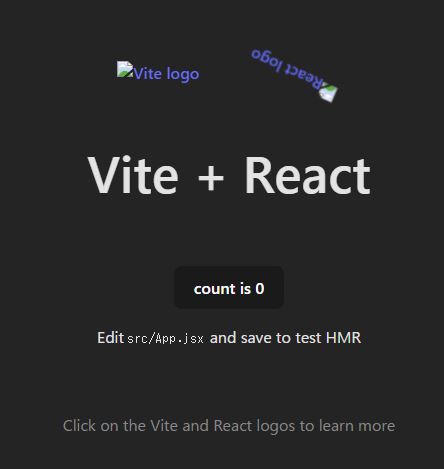 Vite logo
React logo
Vite + React
count is 0
Edit src/App.jsx and save to test HMR
Click on the Vite and React logos to learn more